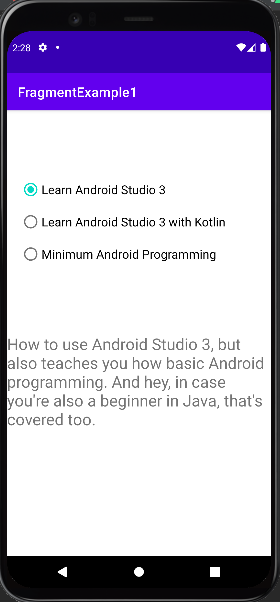 2:28
FragmentExample1
Learn Android Studio 3
Learn Android Studio 3 with Kotlin
Minimum Android Programming
How to use Android Studio 3, but
also teaches you how basic Android
programming. And hey, in case
you're also a beginner in Java, that's
covered too.